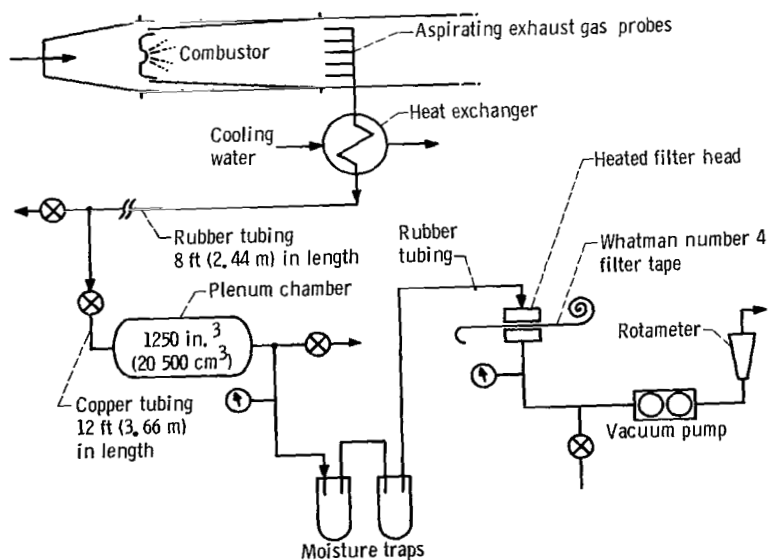 Aspirating exhaust gas probes
Combustor
Heat exchanger
Cooling
water
Heated filter head
Rubber tubing
8 ft (2.44 m) in length
Rubber
tubing
Whatman number 4
filter tape
Plenum chamber
1250 in.³
(20 500 cm³)
Rotameter
Copper tubing
12 ft (3.66 m)
in length
Vacuum pump
Moisture traps